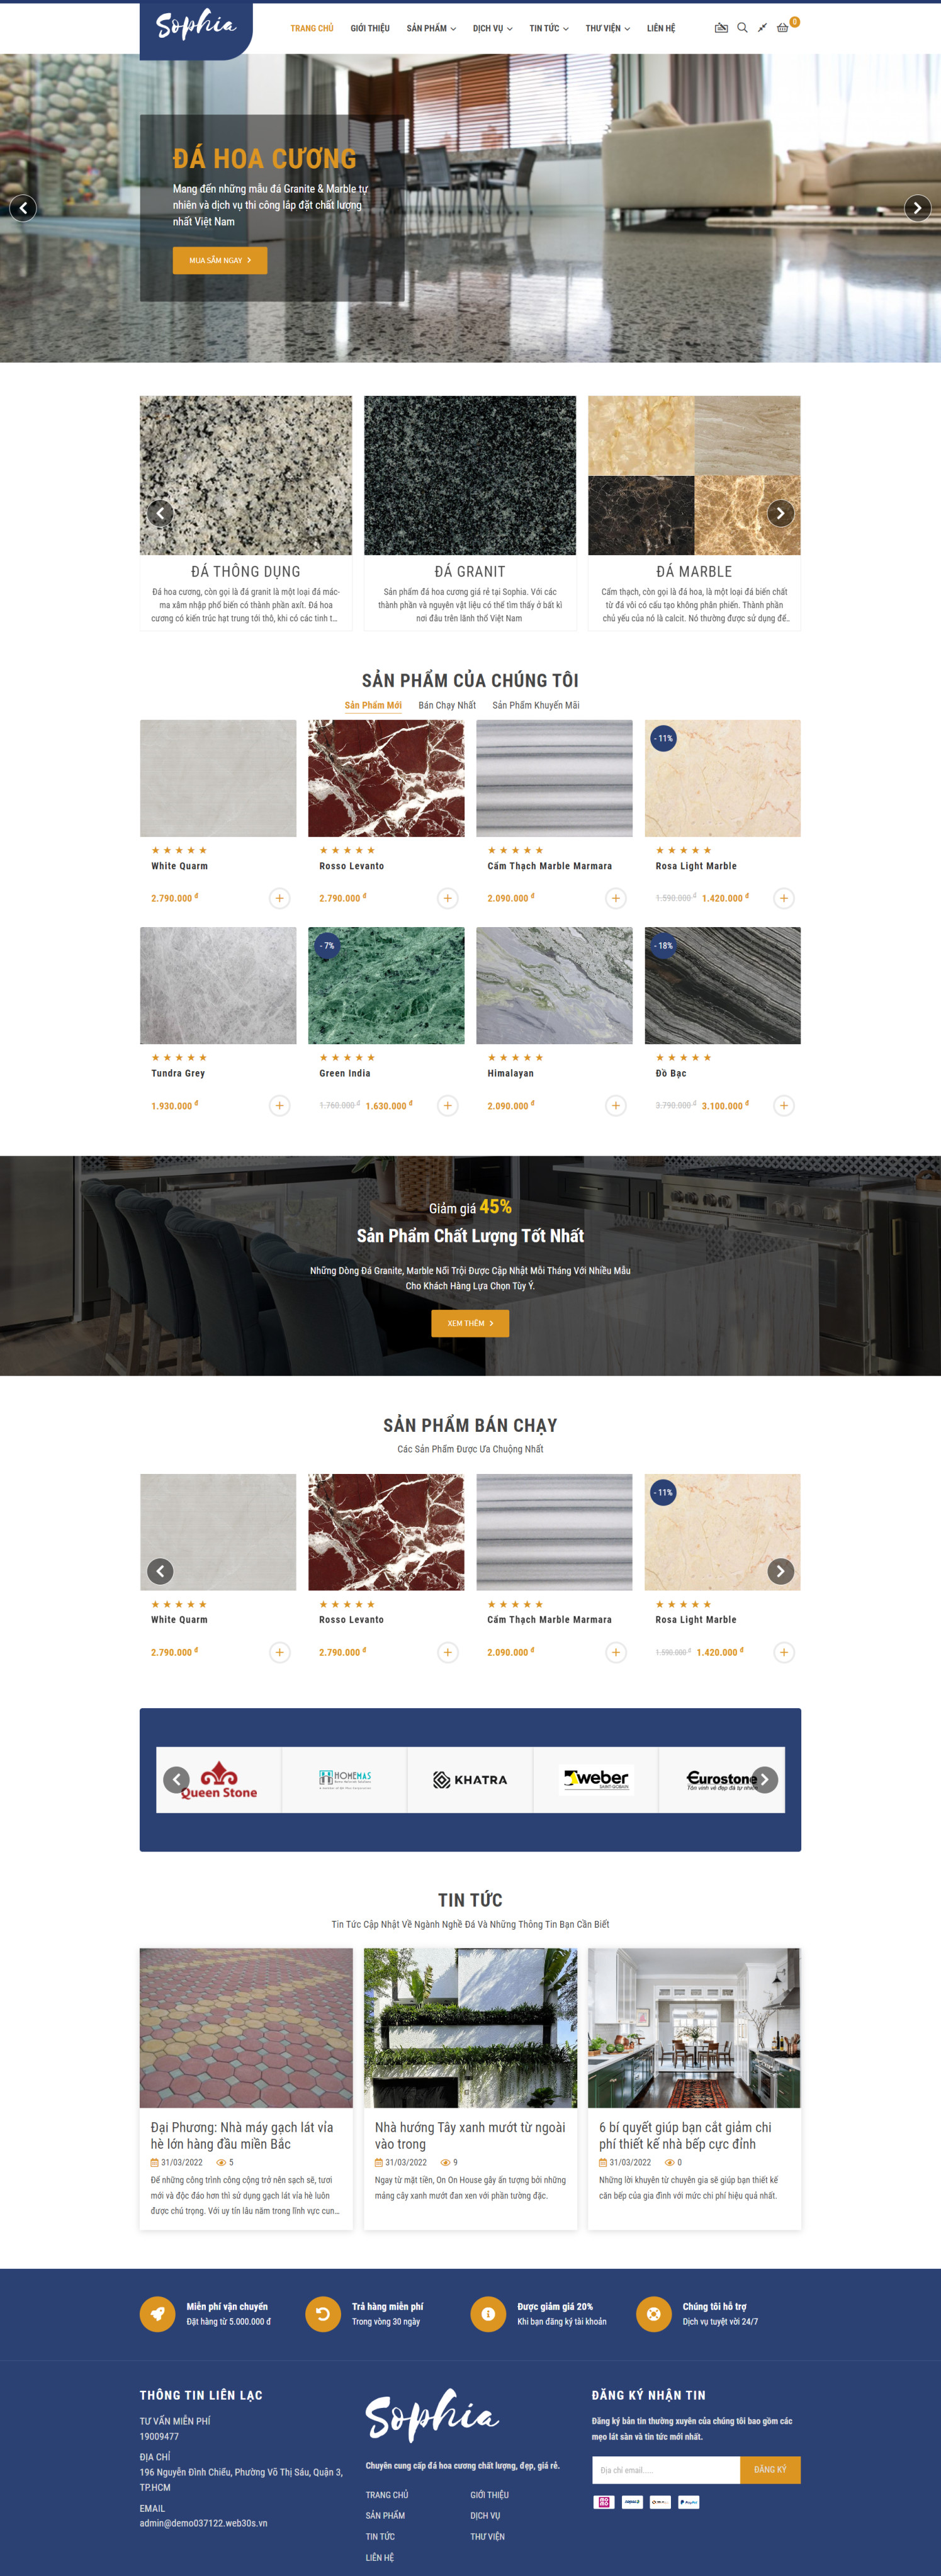 Sophia
TRANG CHỦ GIỚI THIỆU SẢN PHẨM DỊCH VỤ TIN TỨC THƯ VIỆN LIÊN HỆ
0
ĐÁ HOA CƯƠNG
Mang đến những mẫu đá Granite & Marble tự
nhiên và dịch vụ thi công lắp đặt chất lượng
nhất Việt Nam
MUA SẮM NGAY
ĐÁ THÔNG DỤNG
Đá hoa cương, còn gọi là đá granit là một loại đá mác-
ma xâm nhập phổ biến có thành phần axít. Đá hoa
cương có kiến trúc hạt trung tới thô, khi có các tinh t...
ĐÁ GRANIT
Sản phẩm đá hoa cương giá rẻ tại Sophia. Với các
thành phần và nguyên vật liệu có thể tìm thấy ở bất kì
nơi đâu trên lãnh thổ Việt Nam
ĐÁ MARBLE
Cẩm thạch, còn gọi là đá hoa, là một loại đá biến chất
từ đá vôi có cấu tạo không phân phiến. Thành phần
chủ yếu của nó là calcit. Nó thường được sử dụng để...
SẢN PHẨM CỦA CHÚNG TÔI
Sản Phẩm Mới Bán Chạy Nhất Sản Phẩm Khuyến Mãi
- 11%
White Quarm Rosso Levanto Cẩm Thạch Marble Marmara Rosa Light Marble
2.790.000 đ 2.790.000 đ 2.090.000 đ 1.590.000 đ 1.420.000 đ
- 7% - 18%
Tundra Grey Green India Himalayan Đồ Bạc
1.930.000 đ 1.760.000 đ 1.630.000 đ 2.090.000 đ 3.790.000 đ 3.100.000 đ
Giảm giá 45%
Sản Phẩm Chất Lượng Tốt Nhất
Những Dòng Đá Granite, Marble Nổi Trội Được Cập Nhật Mỗi Tháng Với Nhiều Mẫu
Cho Khách Hàng Lựa Chọn Tùy Ý.
XEM THÊM
SẢN PHẨM BÁN CHẠY
Các Sản Phẩm Được Ưa Chuộng Nhất
- 11%
White Quarm Rosso Levanto Cẩm Thạch Marble Marmara Rosa Light Marble
2.790.000 đ 2.790.000 đ 2.090.000 đ 1.590.000 đ 1.420.000 đ
Queen Stone
HOMEMAS
KHATRA
weber
SAINT-GOBAIN
Eurostone
Tôn vinh vẻ đẹp đá tự nhiên
TIN TỨC
Tin Tức Cập Nhật Về Ngành Nghề Đá Và Những Thông Tin Bạn Cần Biết
Đại Phương: Nhà máy gạch lát vỉa
hè lớn hàng đầu miền Bắc
31/03/2022 5
Để những công trình công cộng trở nên sạch sẽ, tươi
mới và độc đáo hơn thì sử dụng gạch lát vỉa hè luôn
được chú trọng. Với uy tín lâu năm trong lĩnh vực cun...
Nhà hướng Tây xanh mướt từ ngoài
vào trong
31/03/2022 9
Ngay từ mặt tiền, On On House gây ấn tượng bởi những
mảng cây xanh mướt đan xen với phần tường đặc.
6 bí quyết giúp bạn cắt giảm chi
phí thiết kế nhà bếp cực đỉnh
31/03/2022 0
Những lời khuyên từ chuyên gia sẽ giúp bạn thiết kế
căn bếp của gia đình với mức chi phí hiệu quả nhất.
Miễn phí vận chuyển
Đặt hàng từ 5.000.000 đ
Trả hàng miễn phí
Trong vòng 30 ngày
Được giảm giá 20%
Khi bạn đăng ký tài khoản
Chúng tôi hỗ trợ
Dịch vụ tuyệt vời 24/7
THÔNG TIN LIÊN LẠC
TƯ VẤN MIỄN PHÍ
19009477
ĐỊA CHỈ
196 Nguyễn Đình Chiểu, Phường Võ Thị Sáu, Quận 3,
TP.HCM
EMAIL
admin@demo037122.web30s.vn
Sophia
Chuyên cung cấp đá hoa cương chất lượng, đẹp, giá rẻ.
TRANG CHỦ GIỚI THIỆU
SẢN PHẨM DỊCH VỤ
TIN TỨC THƯ VIỆN
LIÊN HỆ
ĐĂNG KÝ NHẬN TIN
Đăng ký bản tin thường xuyên của chúng tôi bao gồm các
mẹo lát sàn và tin tức mới nhất.
Địa chỉ email..... ĐĂNG KÝ
PayPal